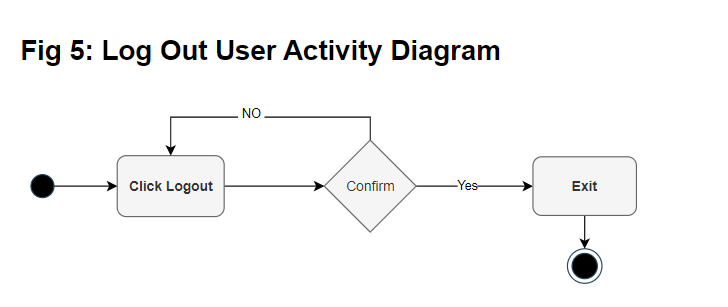 Fig 5: Log Out User Activity Diagram
NO
Click Logout
Confirm
Yes
Exit